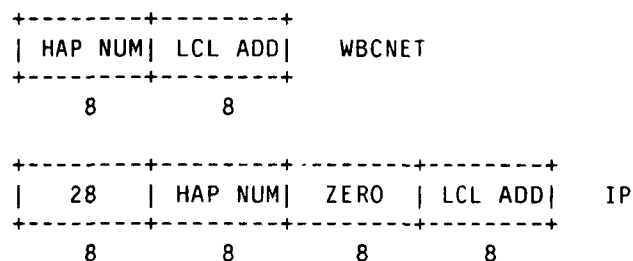 +---------+---------+
| HAP NUM| LCL ADD| WBCNET
+---------+---------+
8 8
+---------+---------+---------+---------+
| 28 | HAP NUM| ZERO | LCL ADD| IP
+---------+---------+---------+---------+
8 8 8 8